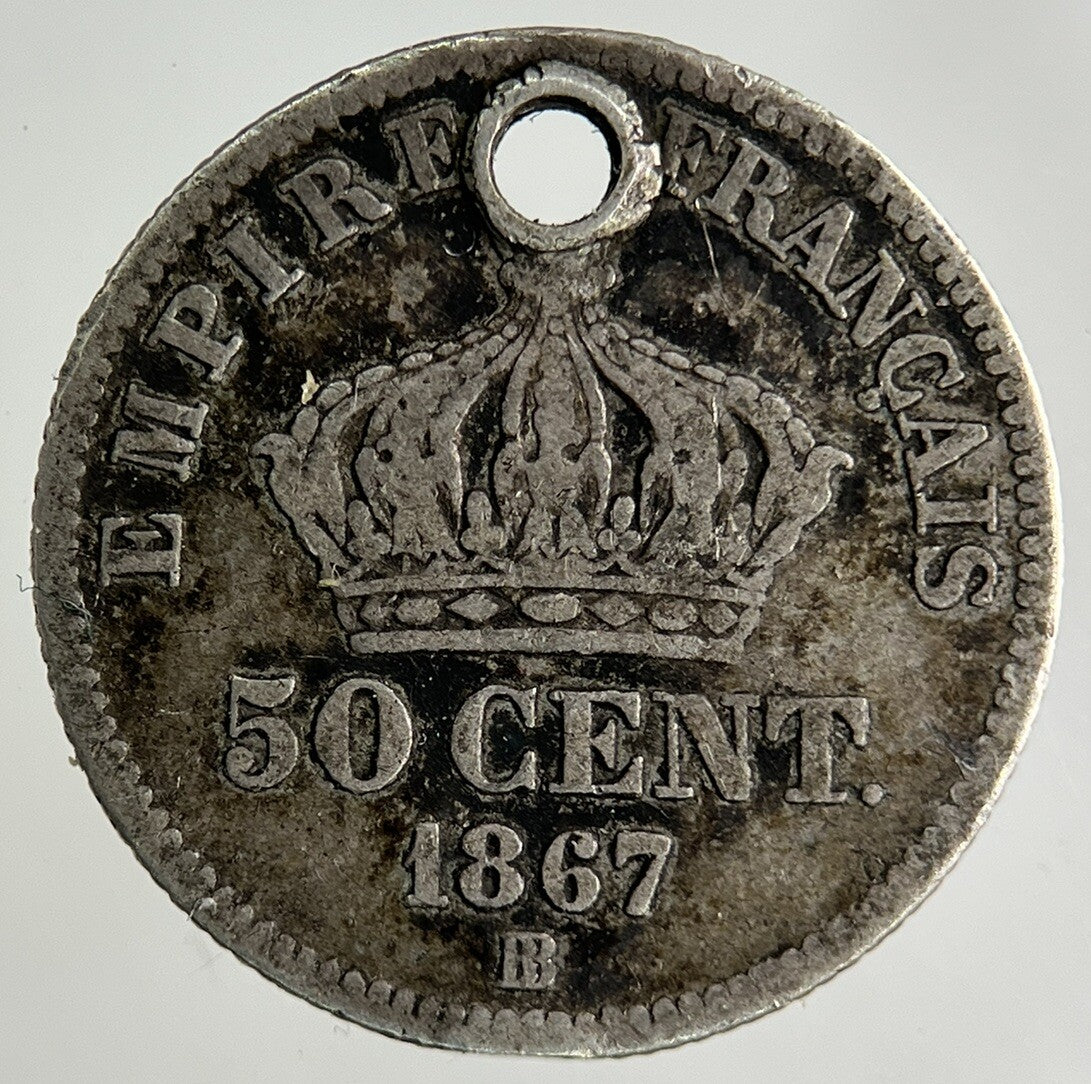 EMPIRE FRANÇAIS
50 CENT.
1867
BB